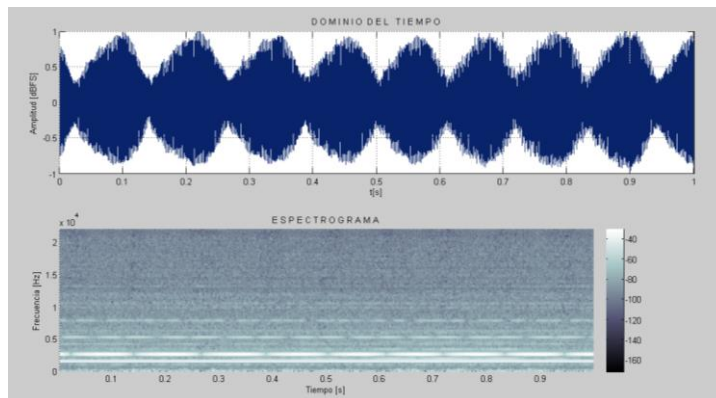 DOMINIO DEL TIEMPO
Amplitud [dBFS]
1
0.5
0
-0.5
-1
0 0.1 0.2 0.3 0.4 0.5 0.6 0.7 0.8 0.9 1
t[s]
ESPECTROGRAMA
x 10^4
Frecuencia [Hz]
2
1.5
1
0.5
0
0.1 0.2 0.3 0.4 0.5 0.6 0.7 0.8 0.9
Tiempo [s]
-40
-60
-80
-100
-120
-140
-160